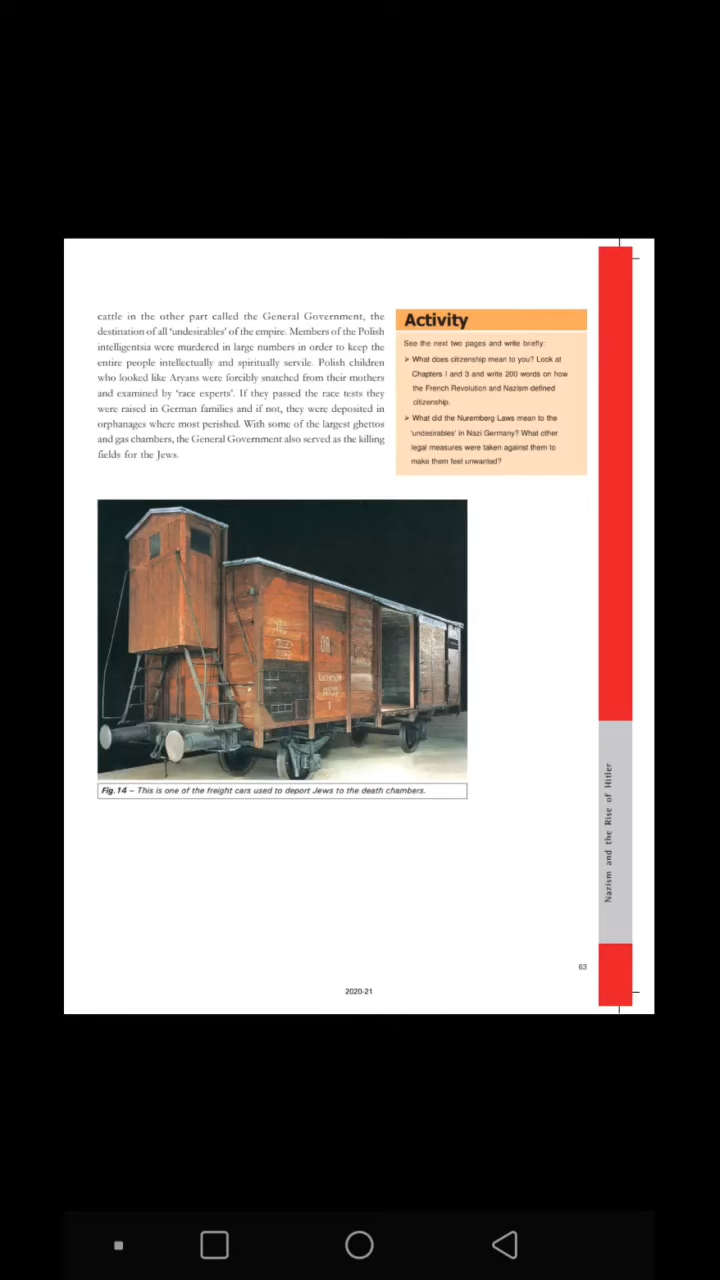 cattle in the other part called the General Government, the
destination of all 'undesirables' of the empire. Members of the Polish
intelligentsia were murdered in large numbers in order to keep the
entire people intellectually and spiritually servile. Polish children
who looked like Aryans were forcibly snatched from their mothers
and examined by 'race experts'. If they passed the race tests they
were raised in German families and if not, they were deposited in
orphanages where most perished. With some of the largest ghettos
and gas chambers, the General Government also served as the killing
fields for the Jews.
Activity
See the next two pages and write briefly:
➢ What does citizenship mean to you? Look at
Chapters I and 3 and write 200 words on how
the French Revolution and Nazism defined
citizenship.
➢ What did the Nuremberg Laws mean to the
'undesirables' in Nazi Germany? What other
legal measures were taken against them to
make them feel unwanted?
DR
Fig.14 – This is one of the freight cars used to deport Jews to the death chambers.
Nazism and the Rise of Hitler
63
2020-21